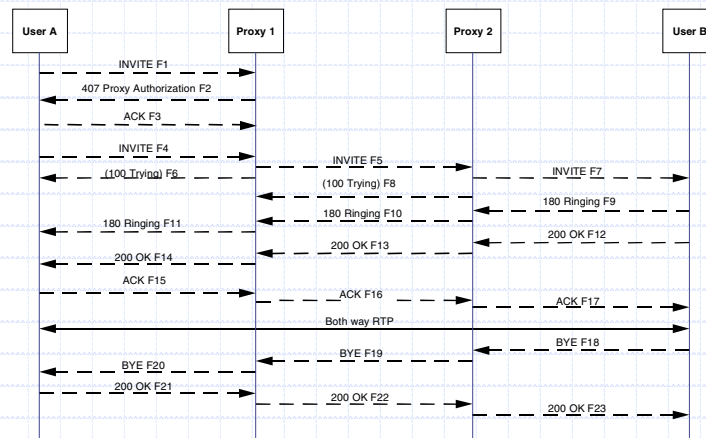 User A
Proxy 1
Proxy 2
User B
INVITE F1
407 Proxy Authorization F2
ACK F3
INVITE F4
INVITE F5
(100 Trying) F6
INVITE F7
(100 Trying) F8
180 Ringing F9
180 Ringing F10
180 Ringing F11
200 OK F12
200 OK F13
200 OK F14
ACK F15
ACK F16
ACK F17
Both way RTP
BYE F18
BYE F19
BYE F20
200 OK F21
200 OK F22
200 OK F23